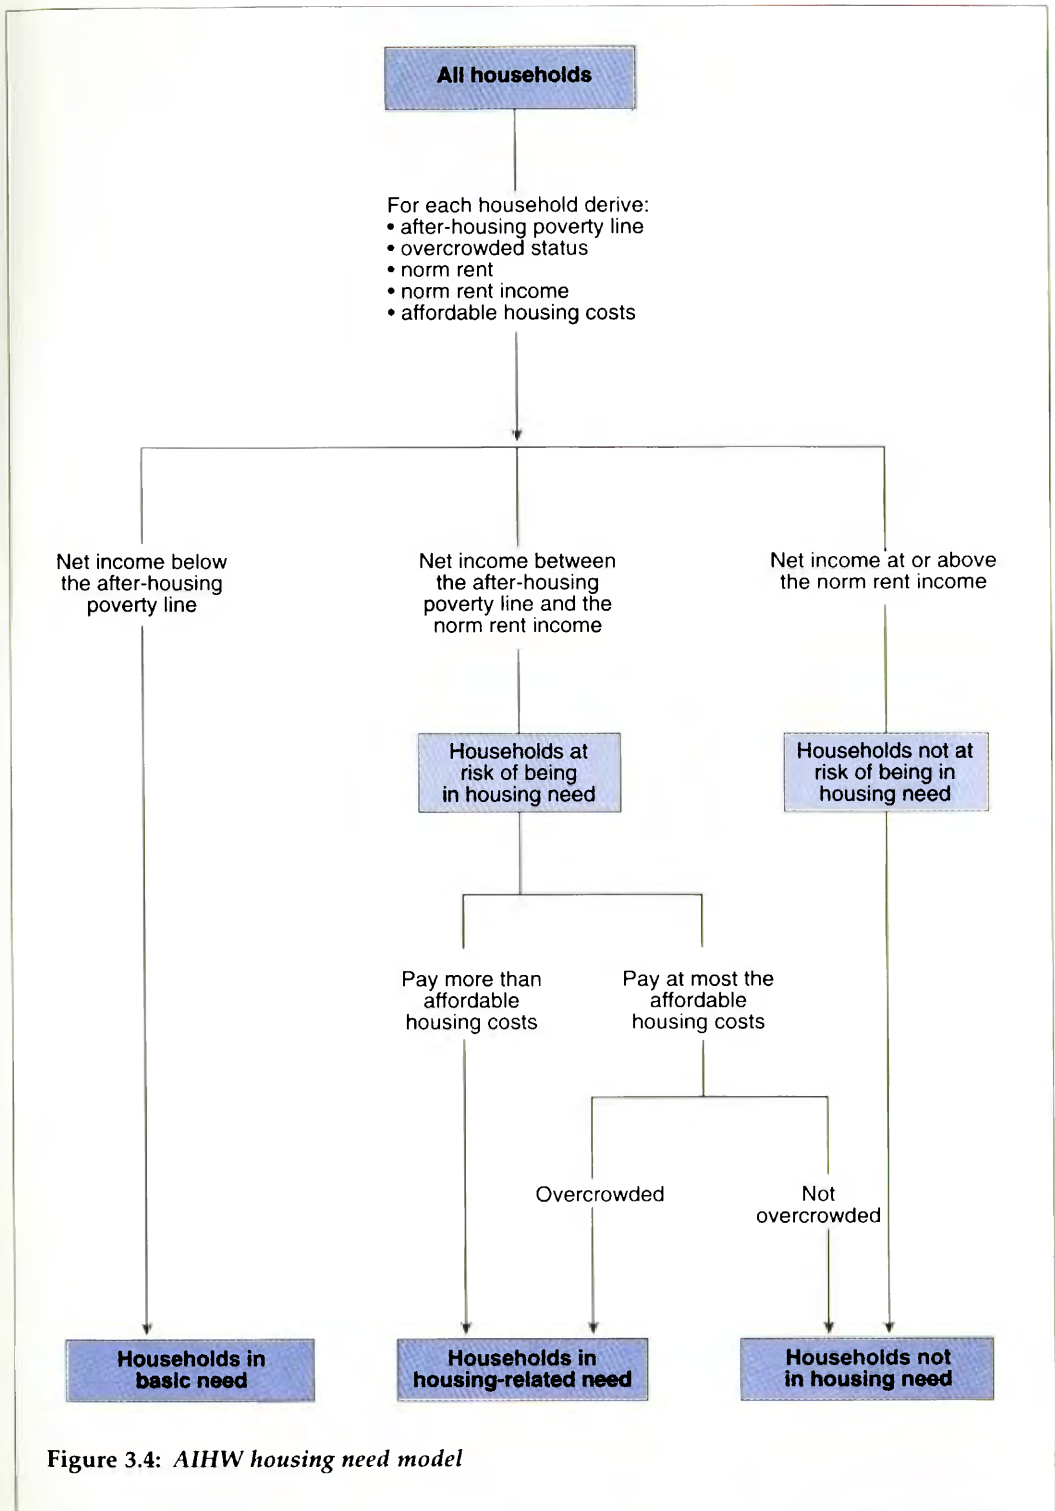 All households
For each household derive:
• after-housing poverty line
• overcrowded status
• norm rent
• norm rent income
• affordable housing costs
Net income below
the after-housing
poverty line
Net income between
the after-housing
poverty line and the
norm rent income
Net income at or above
the norm rent income
Households at
risk of being
in housing need
Households not at
risk of being in
housing need
Pay more than
affordable
housing costs
Pay at most the
affordable
housing costs
Overcrowded
Not
overcrowded
Households in
basic need
Households in
housing-related need
Households not
in housing need
Figure 3.4: AIHW housing need model